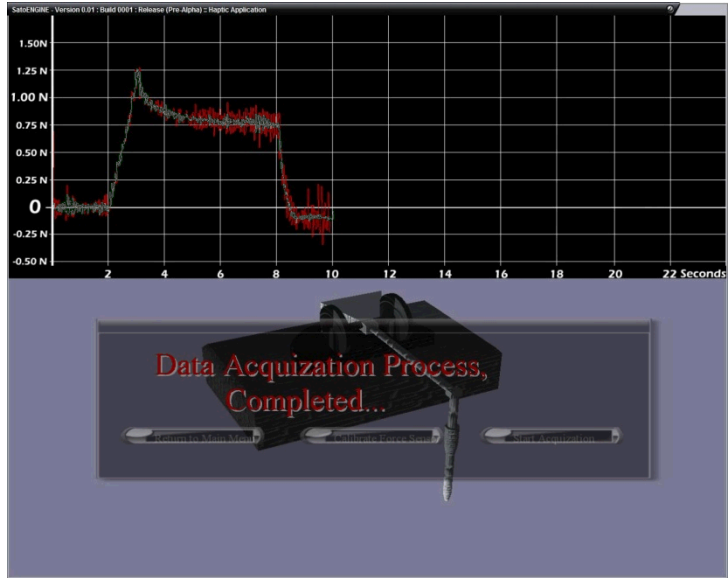 SatoENGINE - Version 0.01 : Build 0001 : Release (Pre-Alpha) :: Haptic Application
1.50N
1.25 N
1.00 N
0.75 N
0.50 N
0.25 N
0
-0.25 N
-0.50 N
2 4 6 8 10 12 14 16 18 20 22 Seconds
Data Acquization Process,
Completed...
Return to Main Menu Calibrate Force Start Acquization